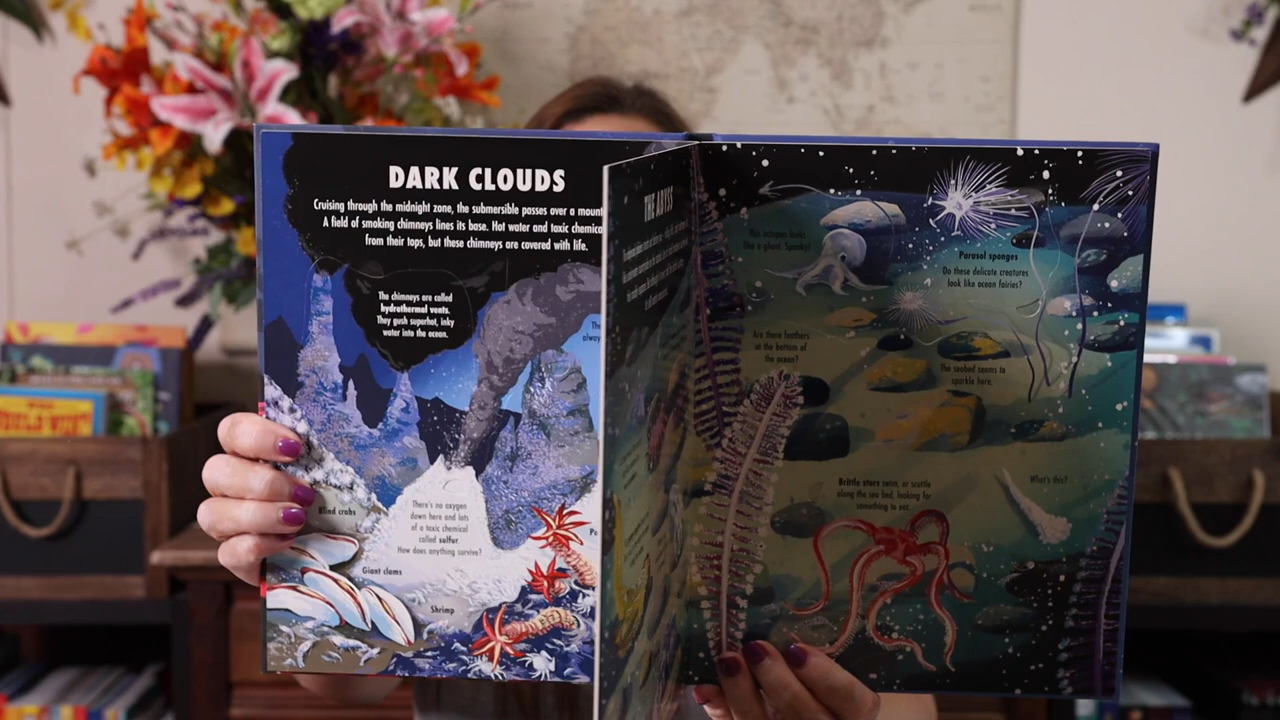 DARK CLOUDS
Cruising through the midnight zone, the submersible passes over a mount
A field of smoking chimneys lines its base. Hot water and toxic chemica
from their tops, but these chimneys are covered with life.
The chimneys are called
hydrothermal vents.
They gush superhot, inky
water into the ocean.
The
alway
Blind crabs
There's no oxygen
down here and lots
of a toxic chemical
called sulfur.
How does anything survive?
Giant clams
Shrimp
THE ABYSS
This octopus looks
like a ghost. Spooky!
Parasol sponges
Do these delicate creatures
look like ocean fairies?
Are there feathers
at the bottom of
the ocean?
The seabed seems to
sparkle here.
Brittle stars swim, or scuttle
along the sea bed, looking for
something to eat.
What's this?